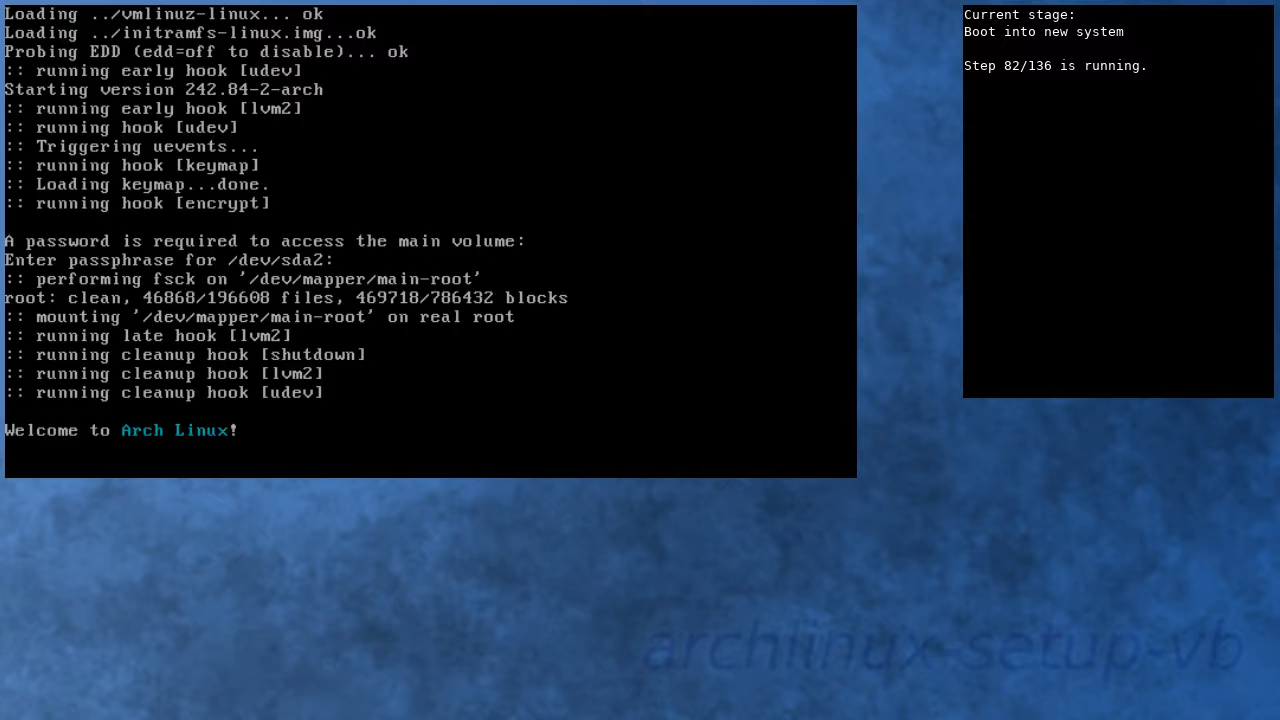 Loading ../vmlinuz-linux... ok
Loading ../initramfs-linux.img...ok
Probing EDD (edd=off to disable)... ok
:: running early hook [udev]
Starting version 242.84-2-arch
:: running early hook [lvm2]
:: running hook [udev]
:: Triggering uevents...
:: running hook [keymap]
:: Loading keymap...done.
:: running hook [encrypt]
A password is required to access the main volume:
Enter passphrase for /dev/sda2:
:: performing fsck on '/dev/mapper/main-root'
root: clean, 46868/196608 files, 469718/786432 blocks
:: mounting '/dev/mapper/main-root' on real root
:: running late hook [lvm2]
:: running cleanup hook [shutdown]
:: running cleanup hook [lvm2]
:: running cleanup hook [udev]
Welcome to Arch Linux!
Current stage:
Boot into new system
Step 82/136 is running.
archlinux-setup-vb